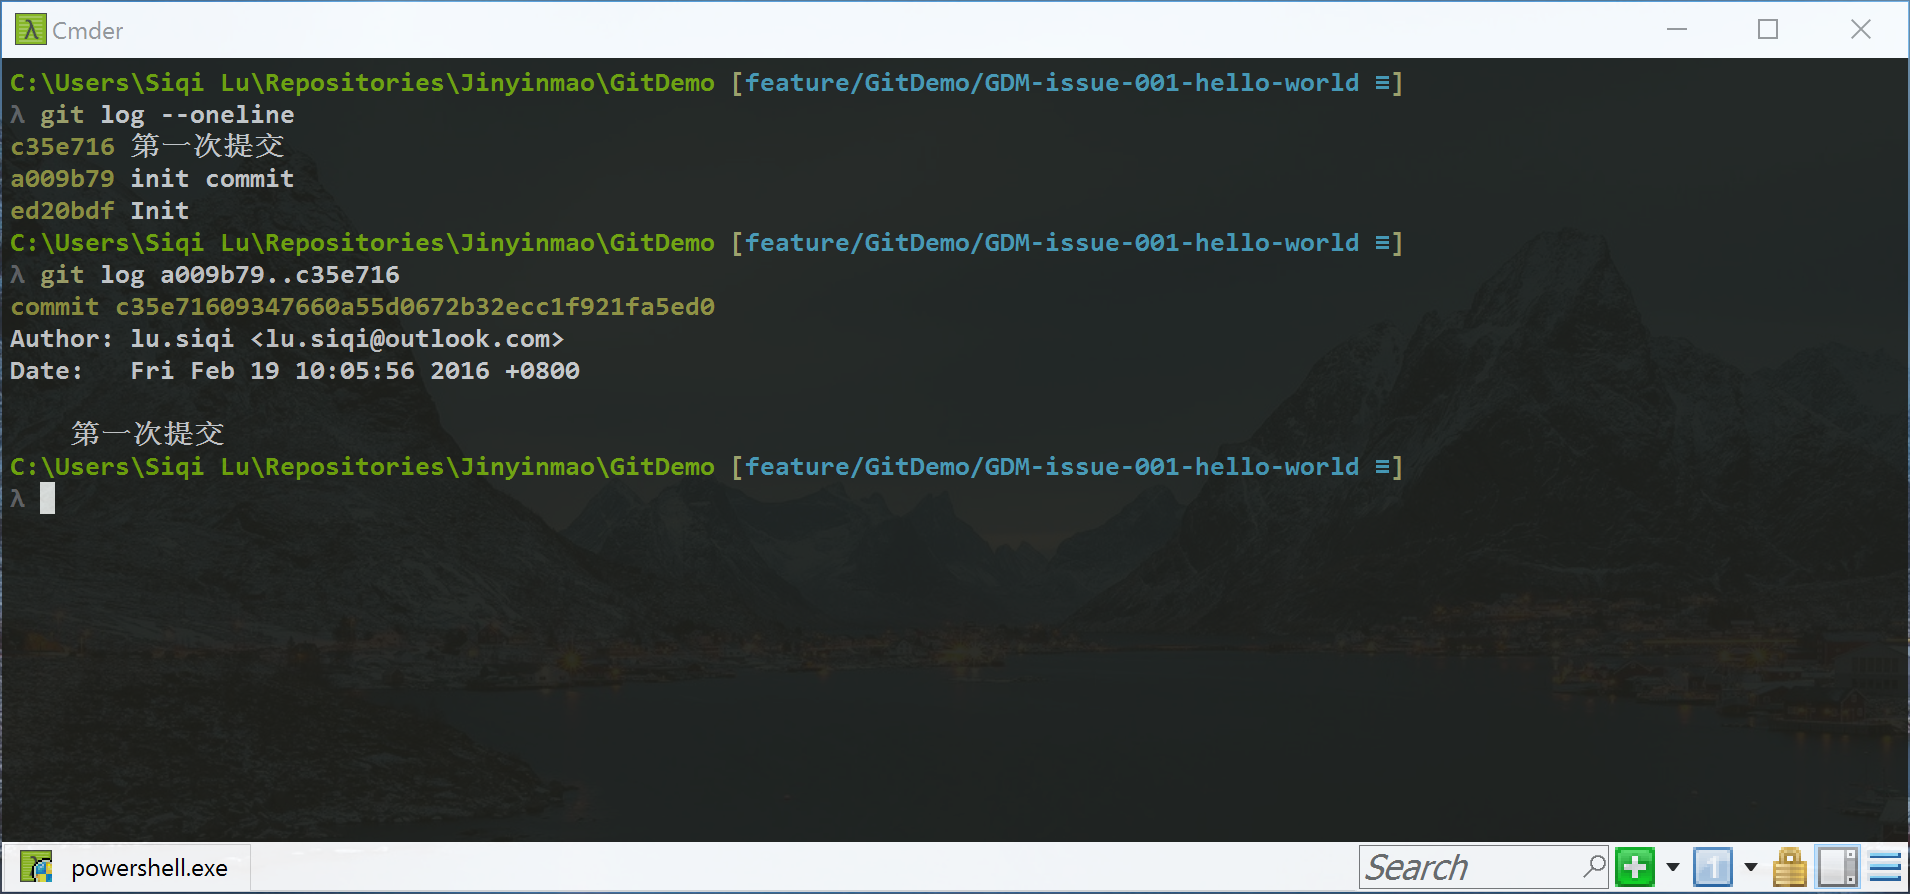 Cmder
C:\Users\Siqi Lu\Repositories\Jinyinmao\GitDemo [feature/GitDemo/GDM-issue-001-hello-world ≡]
λ git log --oneline
c35e716 第一次提交
a009b79 init commit
ed20bdf Init
C:\Users\Siqi Lu\Repositories\Jinyinmao\GitDemo [feature/GitDemo/GDM-issue-001-hello-world ≡]
λ git log a009b79..c35e716
commit c35e71609347660a55d0672b32ecc1f921fa5ed0
Author: lu.siqi <lu.siqi@outlook.com>
Date:   Fri Feb 19 10:05:56 2016 +0800
第一次提交
C:\Users\Siqi Lu\Repositories\Jinyinmao\GitDemo [feature/GitDemo/GDM-issue-001-hello-world ≡]
λ
powershell.exe
Search
1